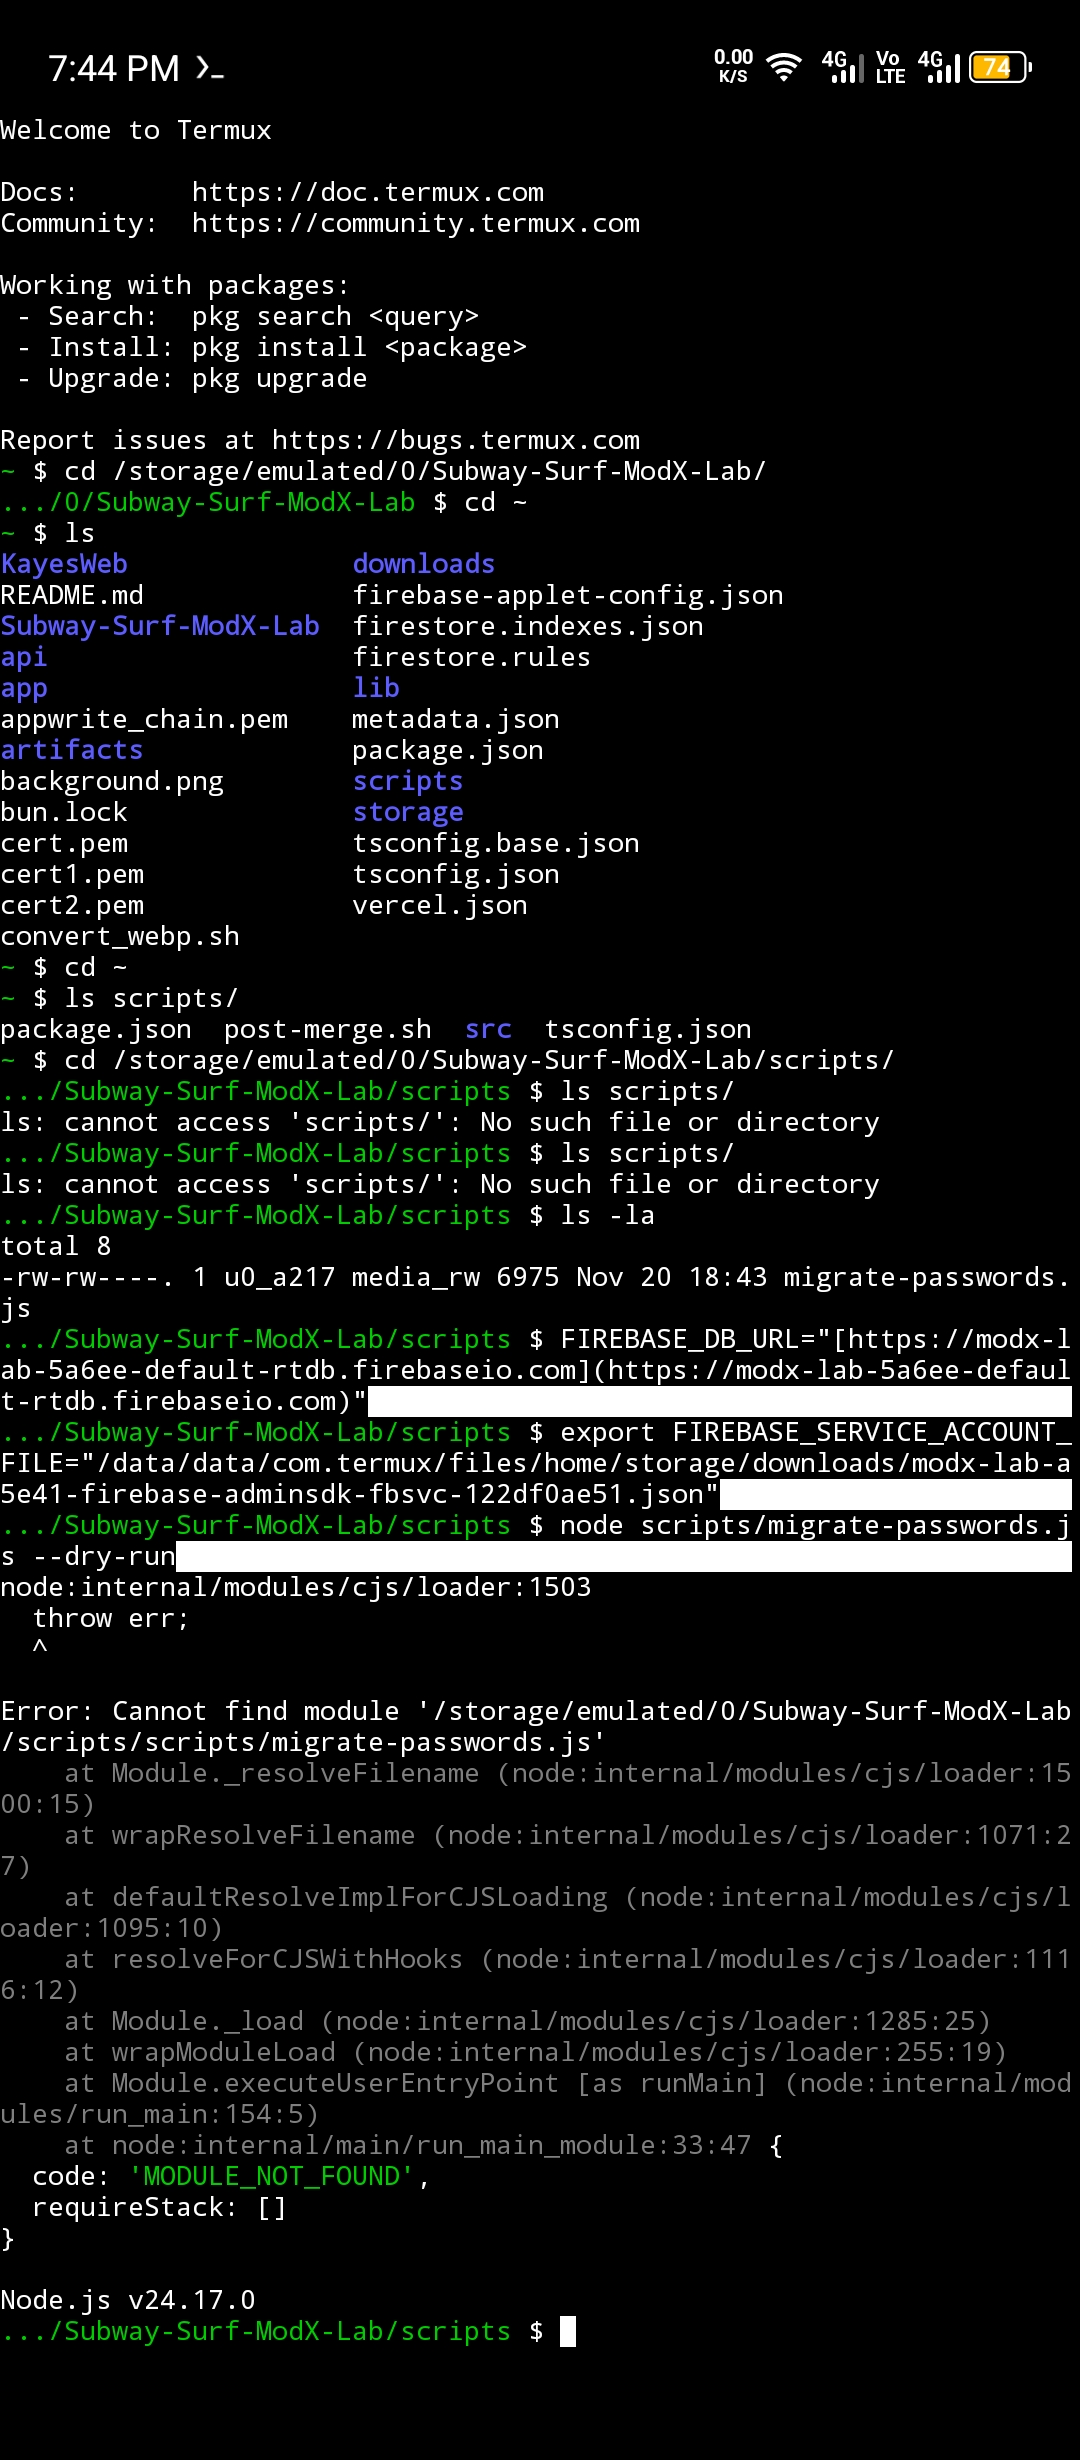 7:44 PM ❯_ 0.00 K/S 4G Vo LTE 4G 74
Welcome to Termux
Docs:       https://doc.termux.com
Community:  https://community.termux.com
Working with packages:
 - Search:  pkg search <query>
 - Install: pkg install <package>
 - Upgrade: pkg upgrade
Report issues at https://bugs.termux.com
~ $ cd /storage/emulated/0/Subway-Surf-ModX-Lab/
.../0/Subway-Surf-ModX-Lab $ cd ~
~ $ ls
KayesWeb              downloads
README.md             firebase-applet-config.json
Subway-Surf-ModX-Lab  firestore.indexes.json
api                   firestore.rules
app                   lib
appwrite_chain.pem    metadata.json
artifacts             package.json
background.png        scripts
bun.lock              storage
cert.pem              tsconfig.base.json
cert1.pem             tsconfig.json
cert2.pem             vercel.json
convert_webp.sh
~ $ cd ~
~ $ ls scripts/
package.json  post-merge.sh  src  tsconfig.json
~ $ cd /storage/emulated/0/Subway-Surf-ModX-Lab/scripts/
.../Subway-Surf-ModX-Lab/scripts $ ls scripts/
ls: cannot access 'scripts/': No such file or directory
.../Subway-Surf-ModX-Lab/scripts $ ls scripts/
ls: cannot access 'scripts/': No such file or directory
.../Subway-Surf-ModX-Lab/scripts $ ls -la
total 8
-rw-rw----. 1 u0_a217 media_rw 6975 Nov 20 18:43 migrate-passwords.
js
.../Subway-Surf-ModX-Lab/scripts $ FIREBASE_DB_URL="[https://modx-l
ab-5a6ee-default-rtdb.firebaseio.com](https://modx-lab-5a6ee-defaul
t-rtdb.firebaseio.com)"
.../Subway-Surf-ModX-Lab/scripts $ export FIREBASE_SERVICE_ACCOUNT_
FILE="/data/data/com.termux/files/home/storage/downloads/modx-lab-a
5e41-firebase-adminsdk-fbsvc-122df0ae51.json"
.../Subway-Surf-ModX-Lab/scripts $ node scripts/migrate-passwords.j
s --dry-run
node:internal/modules/cjs/loader:1503
  throw err;
  ^
Error: Cannot find module '/storage/emulated/0/Subway-Surf-ModX-Lab
/scripts/scripts/migrate-passwords.js'
    at Module._resolveFilename (node:internal/modules/cjs/loader:15
00:15)
    at wrapResolveFilename (node:internal/modules/cjs/loader:1071:2
7)
    at defaultResolveImplForCJSLoading (node:internal/modules/cjs/l
oader:1095:10)
    at resolveForCJSWithHooks (node:internal/modules/cjs/loader:111
6:12)
    at Module._load (node:internal/modules/cjs/loader:1285:25)
    at wrapModuleLoad (node:internal/modules/cjs/loader:255:19)
    at Module.executeUserEntryPoint [as runMain] (node:internal/mod
ules/run_main:154:5)
    at node:internal/main/run_main_module:33:47 {
  code: 'MODULE_NOT_FOUND',
  requireStack: []
}
Node.js v24.17.0
.../Subway-Surf-ModX-Lab/scripts $